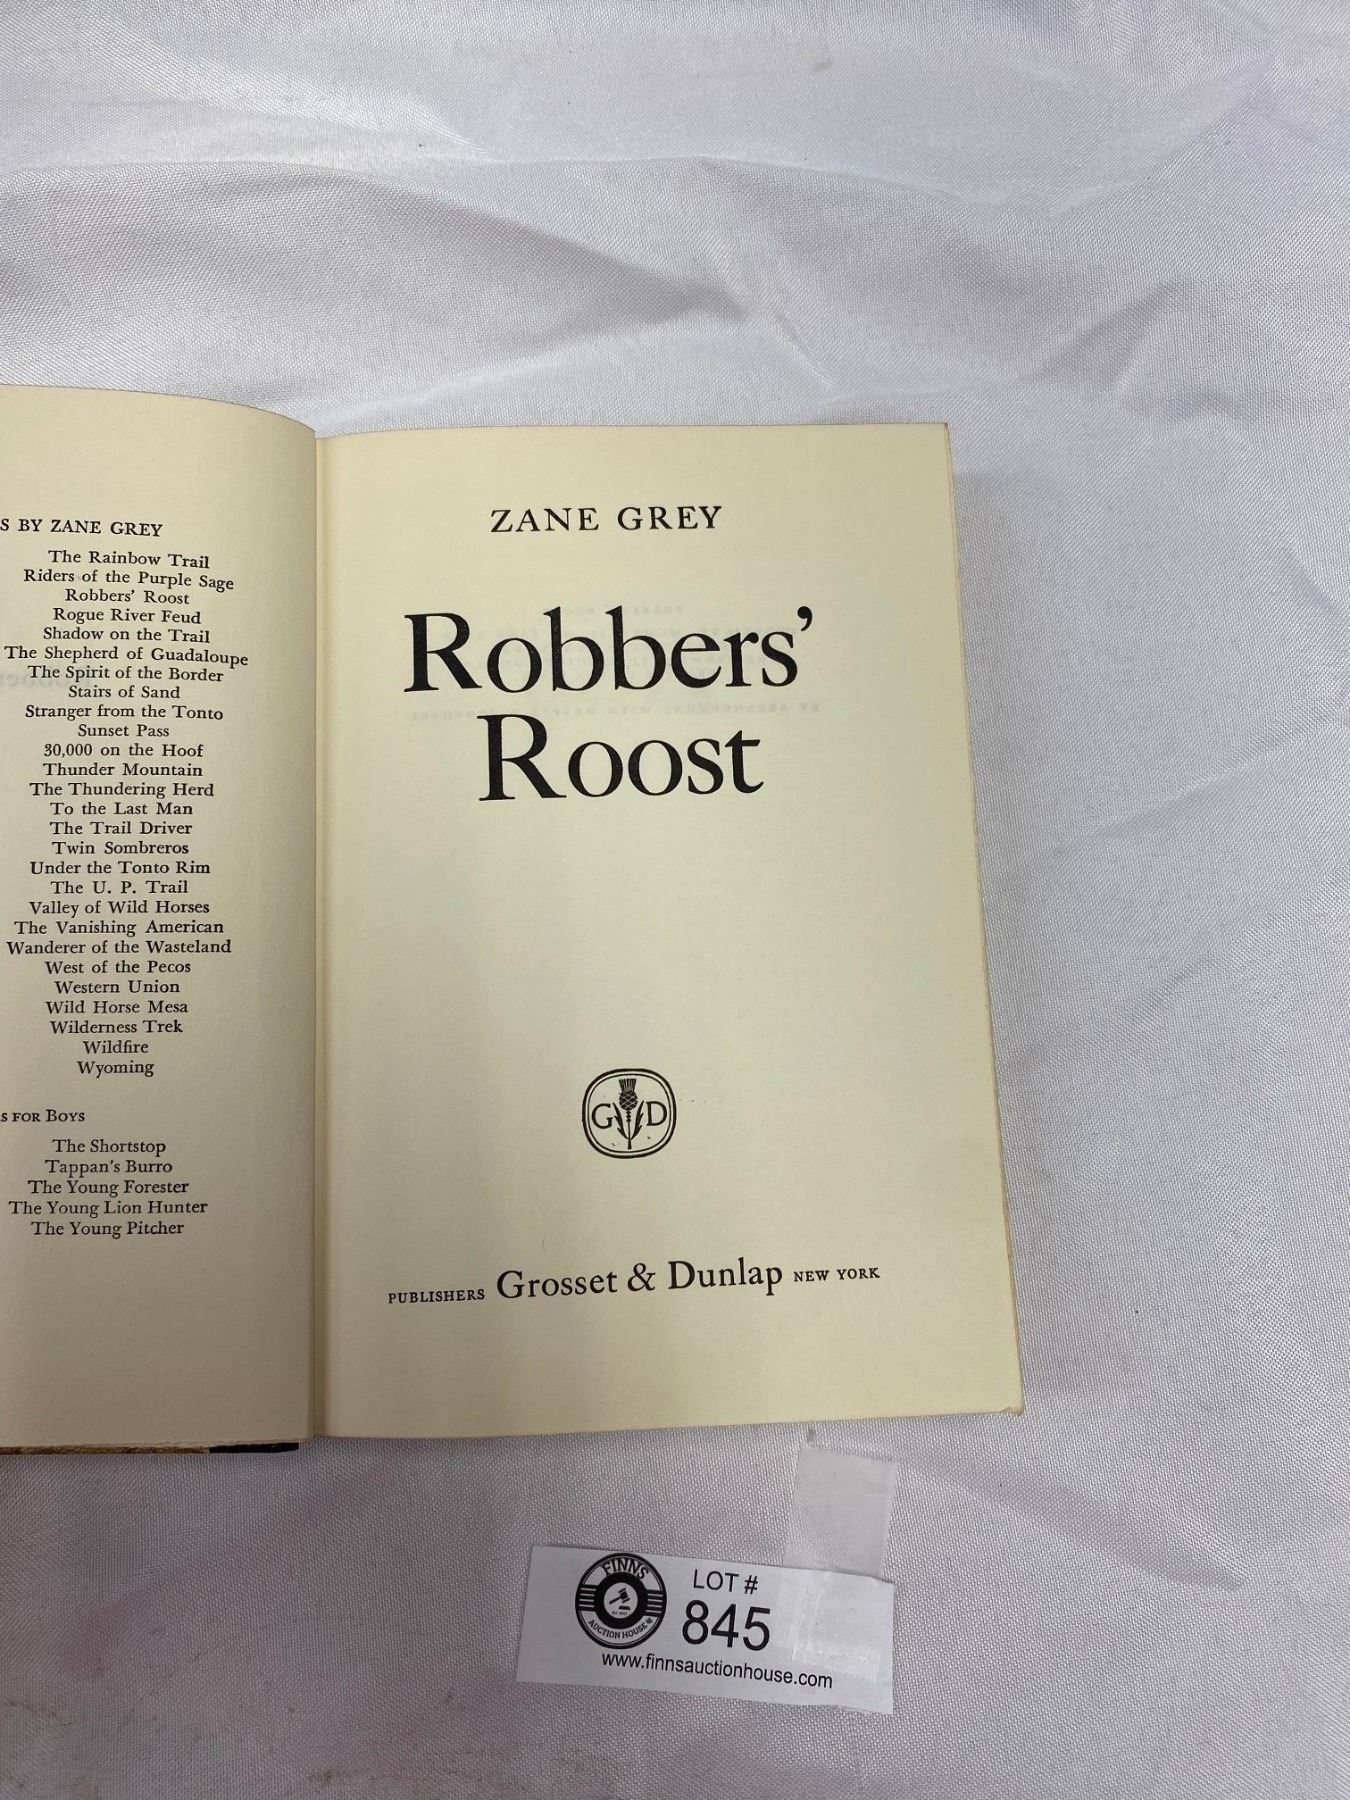 S BY ZANE GREY
The Rainbow Trail
Riders of the Purple Sage
Robbers' Roost
Rogue River Feud
Shadow on the Trail
The Shepherd of Guadaloupe
The Spirit of the Border
Stairs of Sand
Stranger from the Tonto
Sunset Pass
30,000 on the Hoof
Thunder Mountain
The Thundering Herd
To the Last Man
The Trail Driver
Twin Sombreros
Under the Tonto Rim
The U. P. Trail
Valley of Wild Horses
The Vanishing American
Wanderer of the Wasteland
West of the Pecos
Western Union
Wild Horse Mesa
Wilderness Trek
Wildfire
Wyoming
S FOR BOYS
The Shortstop
Tappan's Burro
The Young Forester
The Young Lion Hunter
The Young Pitcher
ZANE GREY
Robbers'
Roost
G D
PUBLISHERS Grosset & Dunlap NEW YORK
FINNS
AUCTION HOUSE
LOT #
845
www.finnsauctionhouse.com